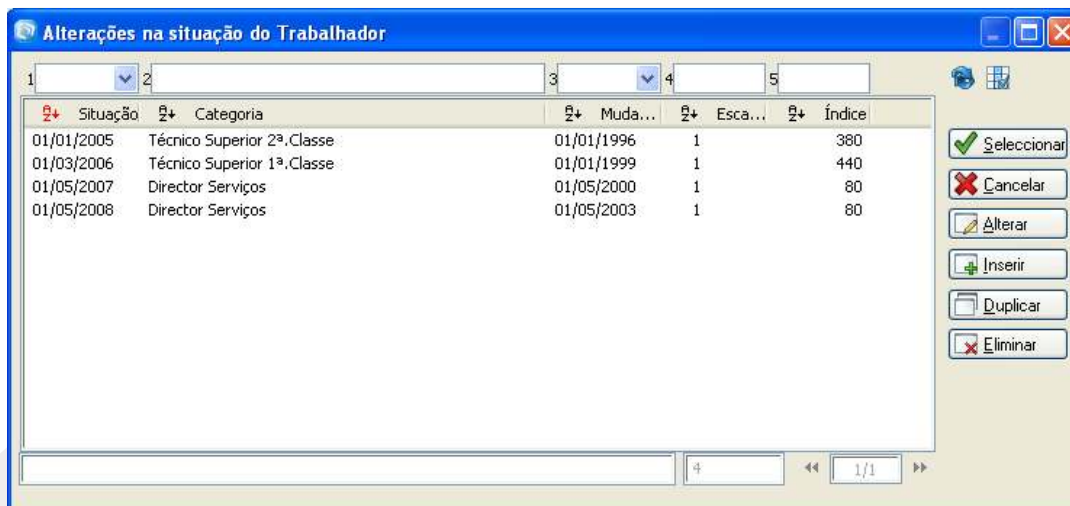 Alterações na situação do Trabalhador
1 2 3 4 5
Situação Categoria Muda... Esca... Índice
01/01/2005 Técnico Superior 2ª.Classe 01/01/1996 1 380
01/03/2006 Técnico Superior 1ª.Classe 01/01/1999 1 440
01/05/2007 Director Serviços 01/05/2000 1 80
01/05/2008 Director Serviços 01/05/2003 1 80
4 1/1
Seleccionar
Cancelar
Alterar
Inserir
Duplicar
Eliminar